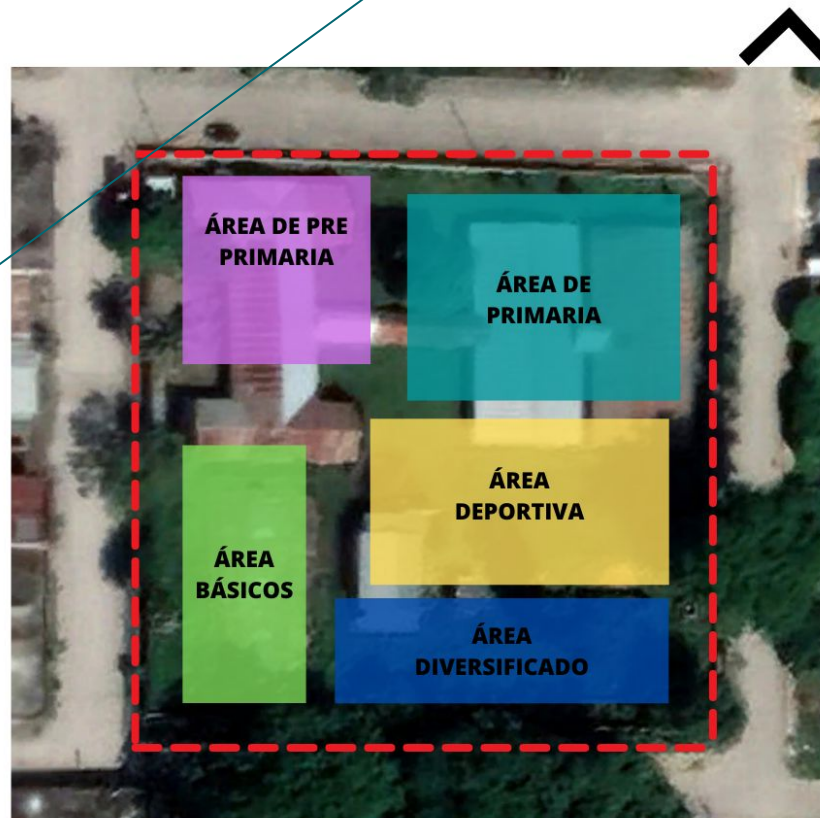 ÁREA DE PRE
PRIMARIA
ÁREA DE
PRIMARIA
ÁREA
DEPORTIVA
ÁREA
BÁSICOS
ÁREA
DIVERSIFICADO